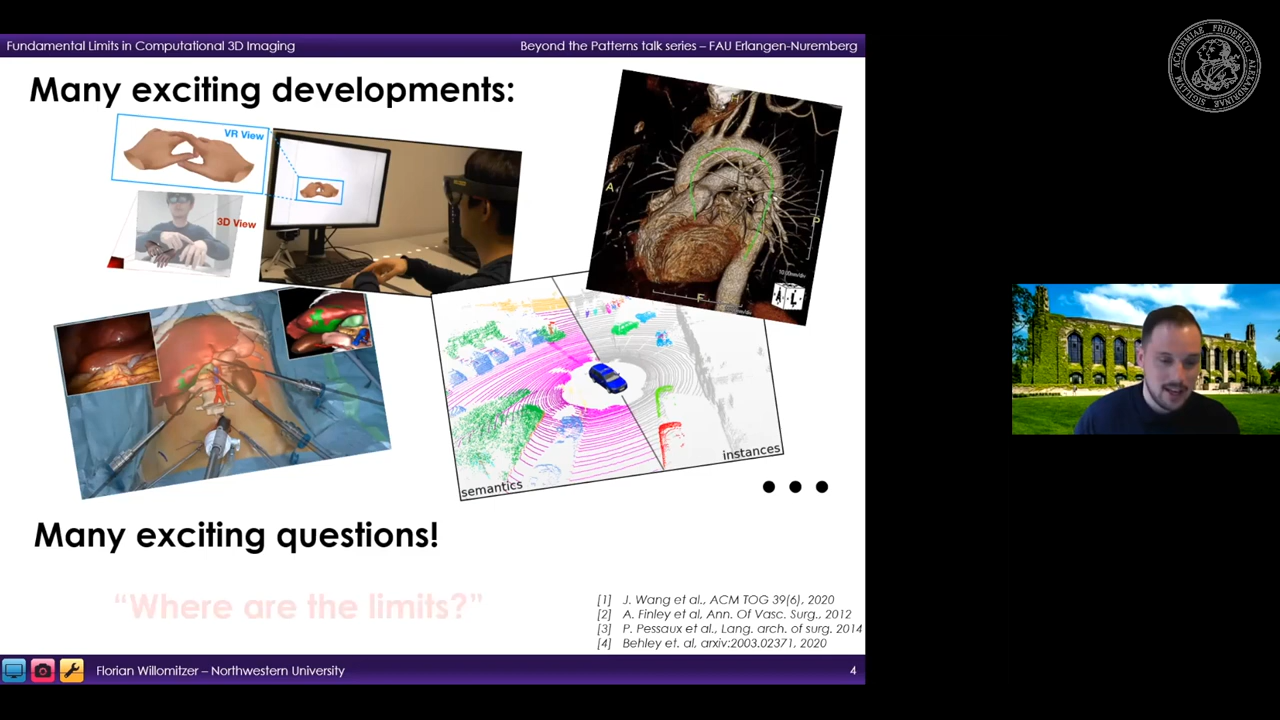 Fundamental Limits in Computational 3D Imaging
Beyond the Patterns talk series – FAU Erlangen-Nuremberg
Many exciting developments:
VR View
3D View
A
P
F
semantics
instances
• • •
Many exciting questions!
“Where are the limits?”
[1] J. Wang et al., ACM TOG 39(6), 2020
[2] A. Finley et al, Ann. Of Vasc. Surg., 2012
[3] P. Pessaux et al., Lang. arch. of surg. 2014
[4] Behley et. al, arxiv:2003.02371, 2020
Florian Willomitzer – Northwestern University
4